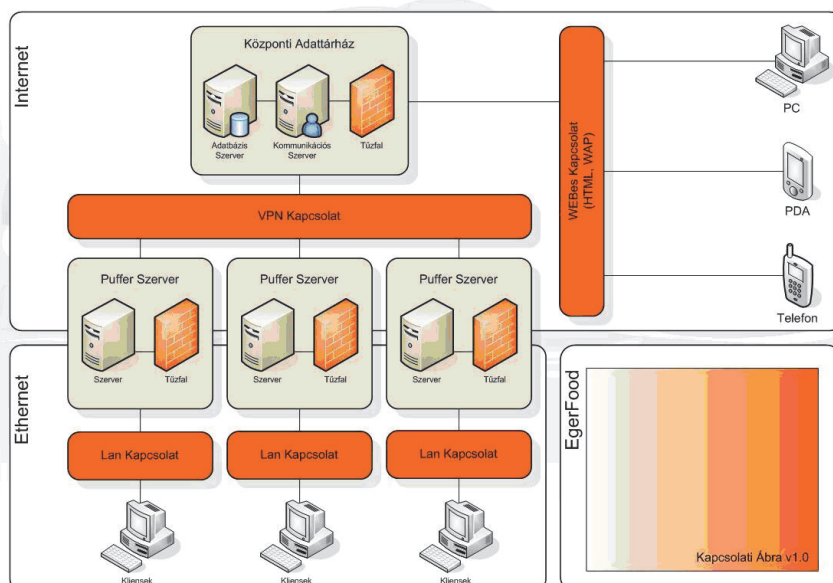 Internet
Központi Adattárház
Adatbázis
Szerver
Kommunikációs
Szerver
Tűzfal
WEBes Kapcsolat
(HTML, WAP)
PC
PDA
Telefon
VPN Kapcsolat
Puffer Szerver
Szerver
Tűzfal
Puffer Szerver
Szerver
Tűzfal
Puffer Szerver
Szerver
Tűzfal
Ethernet
Lan Kapcsolat
Lan Kapcsolat
Lan Kapcsolat
Kliensek
Kliensek
Kliensek
EgerFood
Kapcsolati Ábra v1.0